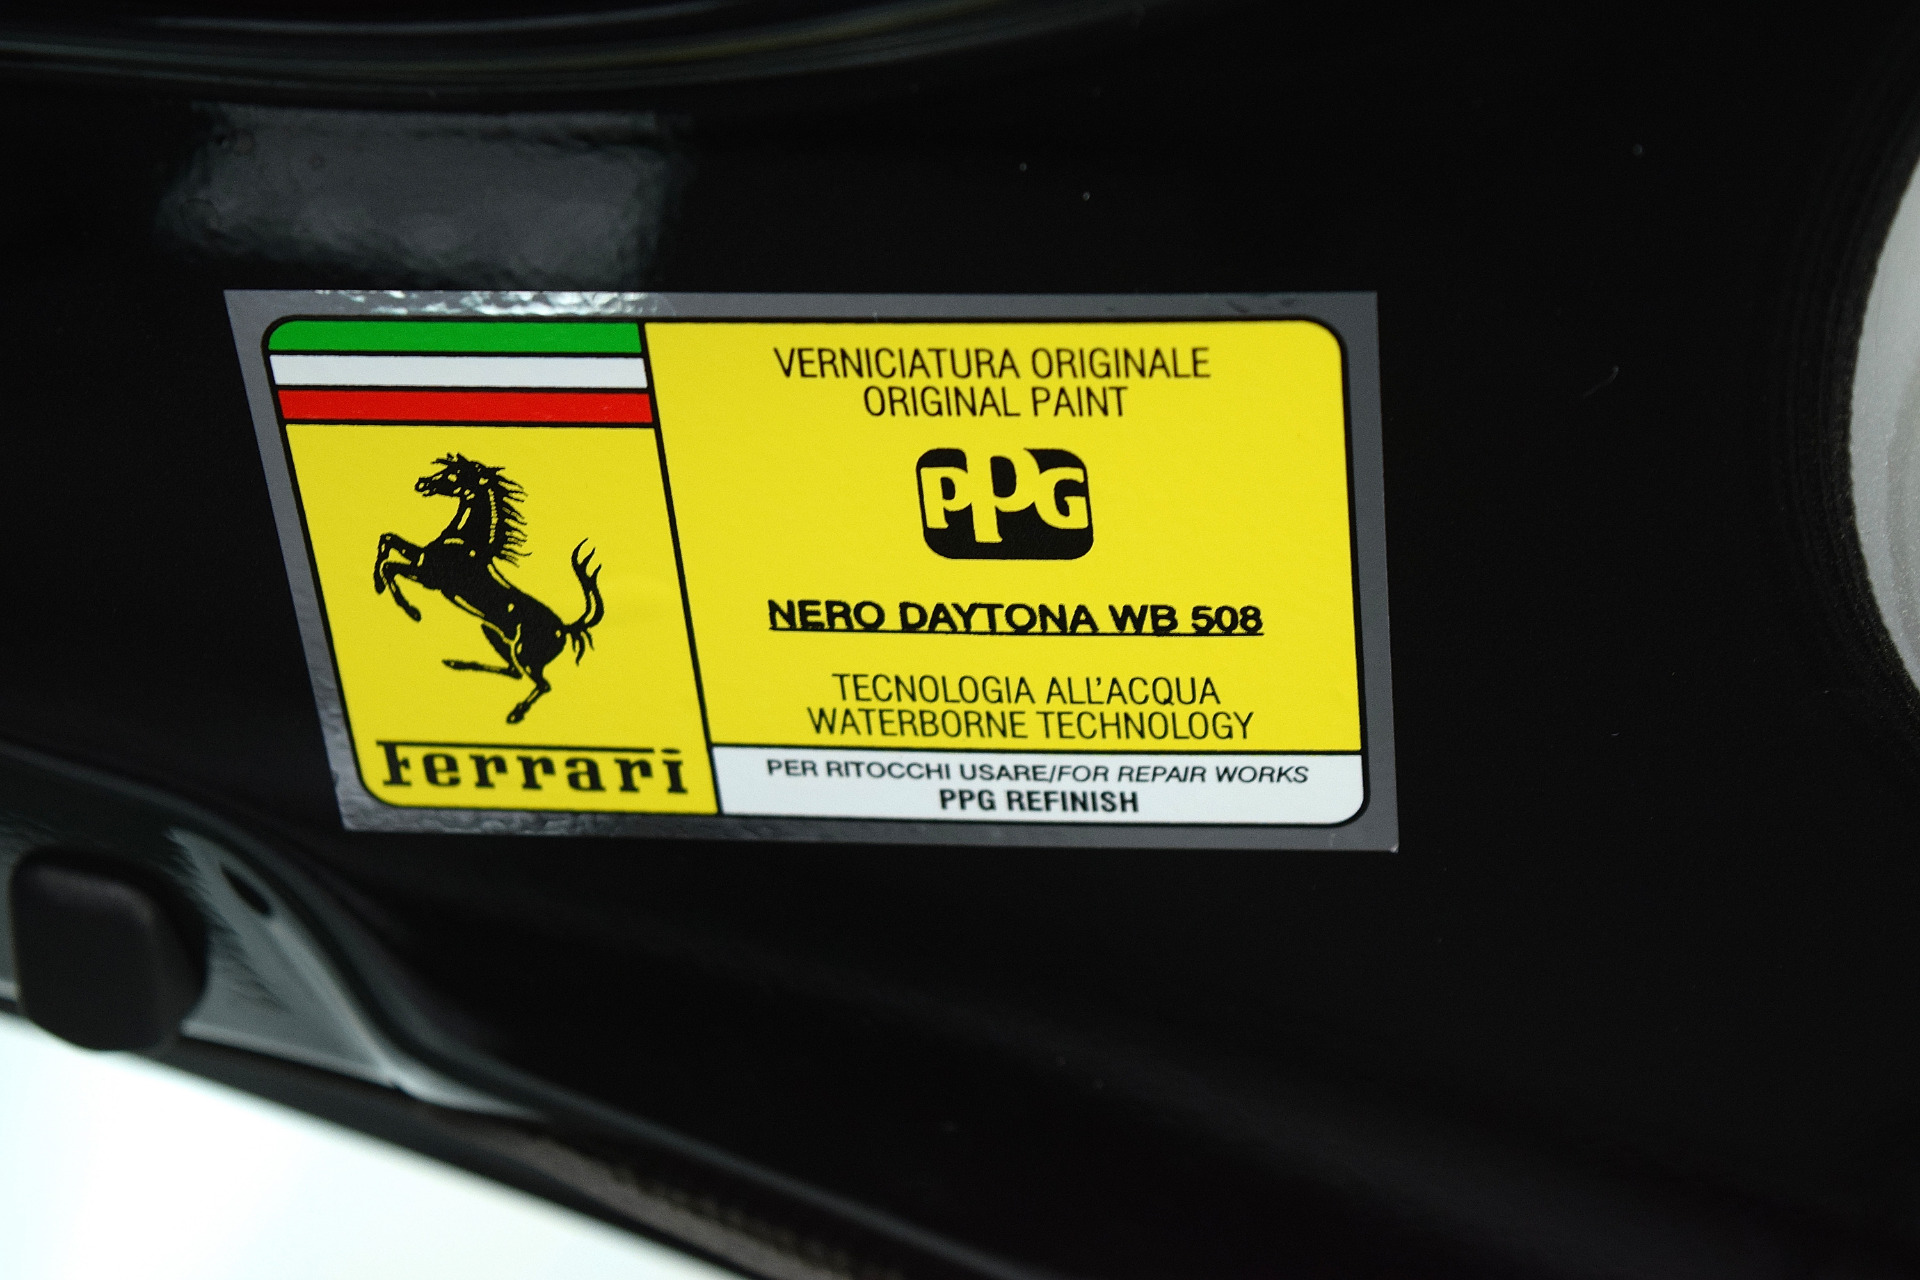 VERNICIATURA ORIGINALE
ORIGINAL PAINT
PPG
NERO DAYTONA WB 508
TECNOLOGIA ALL'ACQUA
WATERBORNE TECHNOLOGY
PER RITOCCHI USARE/FOR REPAIR WORKS
PPG REFINISH
Ferrari